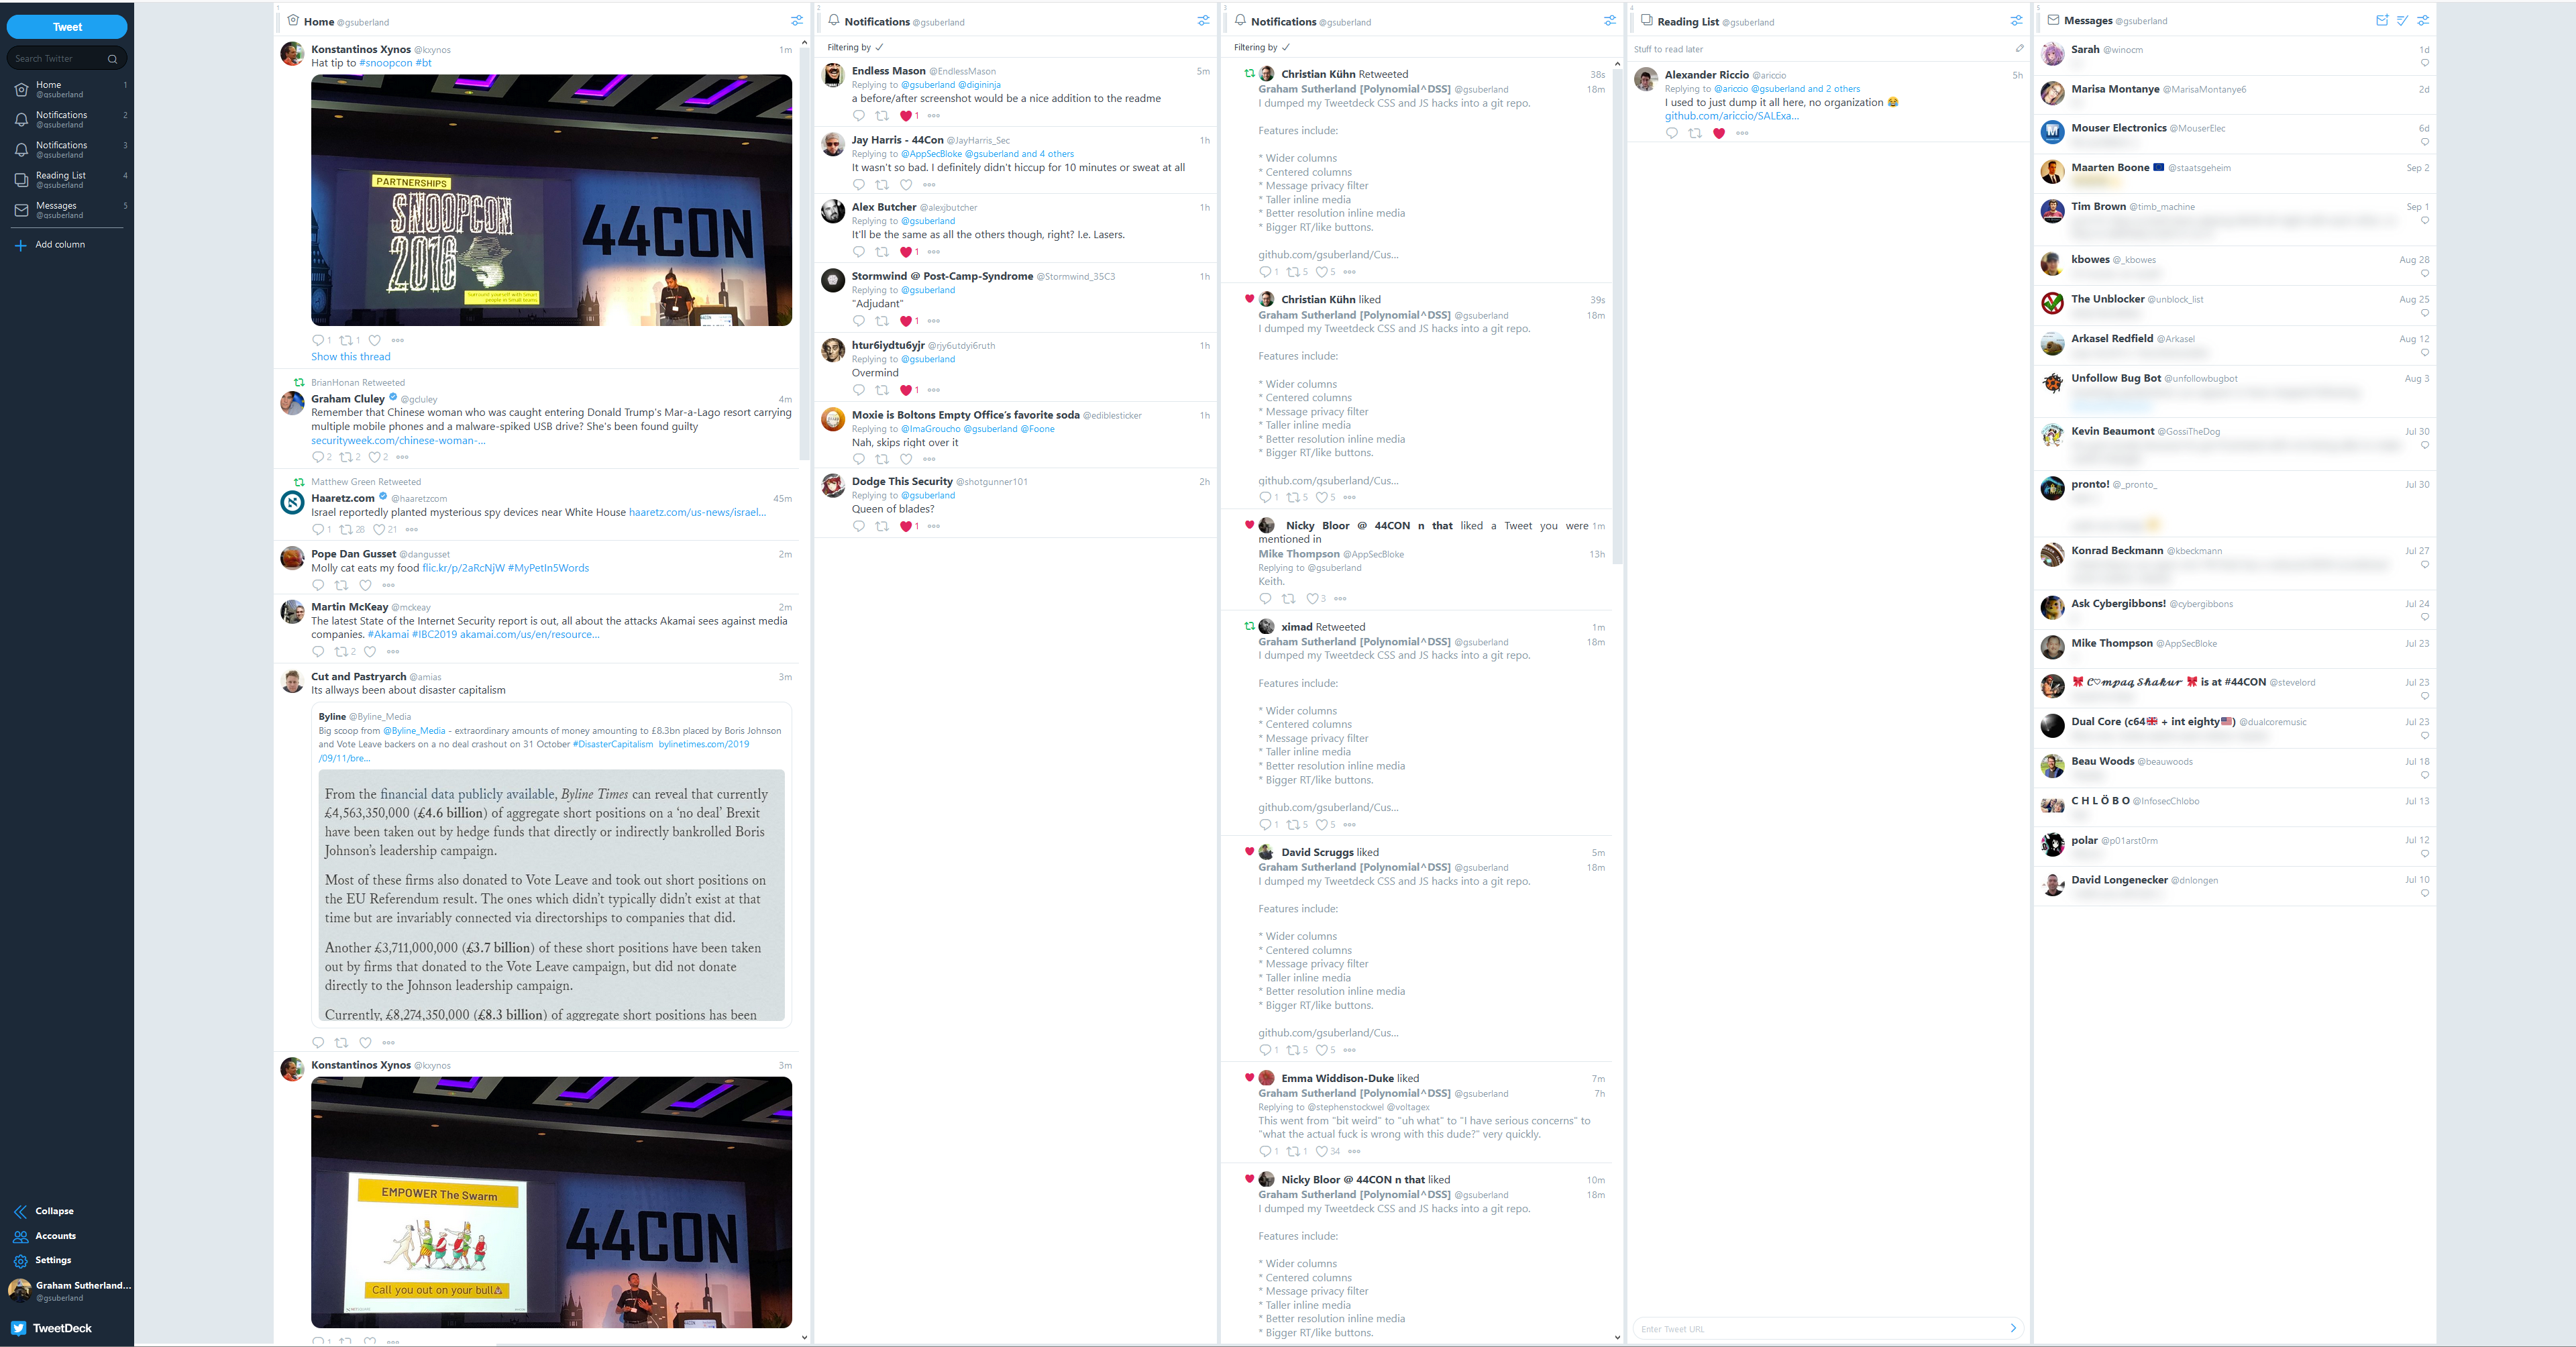 Tweet
Search Twitter
Home 1
@gsuberland
Notifications 2
@gsuberland
Notifications 3
@gsuberland
Reading List 4
@gsuberland
Messages 5
@gsuberland
Add column
Collapse
Accounts
Settings
Graham Sutherland...
@gsuberland
TweetDeck
1
Home @gsuberland
Konstantinos Xynos @kxynos 1m
Hat tip to #snoopcon #bt
PARTNERSHIPS
SNOOPCON
2016
Surround yourself with Smart
people in Small teams
44CON
1 1
Show this thread
BrianHonan Retweeted
Graham Cluley @gcluley 4m
Remember that Chinese woman who was caught entering Donald Trump's Mar-a-Lago resort carrying
multiple mobile phones and a malware-spiked USB drive? She's been found guilty
securityweek.com/chinese-woman-...
2 2 2
Matthew Green Retweeted
Haaretz.com @haaretzcom 45m
Israel reportedly planted mysterious spy devices near White House haaretz.com/us-news/israel...
1 28 21
Pope Dan Gusset @dangusset 2m
Molly cat eats my food flic.kr/p/2aRcNjW #MyPetIn5Words
Martin McKeay @mckeay 2m
The latest State of the Internet Security report is out, all about the attacks Akamai sees against media
companies. #Akamai #IBC2019 akamai.com/us/en/resource...
2
Cut and Pastryarch @amias 3m
Its allways been about disaster capitalism
Byline @Byline_Media
Big scoop from @Byline_Media - extraordinary amounts of money amounting to £8.3bn placed by Boris Johnson
and Vote Leave backers on a no deal crashout on 31 October #DisasterCapitalism bylinetimes.com/2019
/09/11/bre...
From the financial data publicly available, Byline Times can reveal that currently
£4,563,350,000 (£4.6 billion) of aggregate short positions on a ‘no deal’ Brexit
have been taken out by hedge funds that directly or indirectly bankrolled Boris
Johnson’s leadership campaign.
Most of these firms also donated to Vote Leave and took out short positions on
the EU Referendum result. The ones which didn’t typically didn’t exist at that
time but are invariably connected via directorships to companies that did.
Another £3,711,000,000 (£3.7 billion) of these short positions have been taken
out by firms that donated to the Vote Leave campaign, but did not donate
directly to the Johnson leadership campaign.
Currently, £8,274,350,000 (£8.3 billion) of aggregate short positions has been
Konstantinos Xynos @kxynos 3m
EMPOWER The Swarm
Call you out on your bull
44CON
1
2
Notifications @gsuberland
Filtering by ✓
Endless Mason @EndlessMason 5m
Replying to @gsuberland @digininja
a before/after screenshot would be a nice addition to the readme
1
Jay Harris - 44Con @JayHarris_Sec 1h
Replying to @AppSecBloke @gsuberland and 4 others
It wasn't so bad. I definitely didn't hiccup for 10 minutes or sweat at all
Alex Butcher @alexjbutcher 1h
Replying to @gsuberland
It'll be the same as all the others though, right? I.e. Lasers.
1
Stormwind @ Post-Camp-Syndrome @Stormwind_35C3 1h
Replying to @gsuberland
"Adjudant"
1
htur6iydtu6yjr @rjy6utdyi6ruth 1h
Replying to @gsuberland
Overmind
1
Moxie is Boltons Empty Office's favorite soda @ediblesticker 1h
Replying to @ImaGroucho @gsuberland @Foone
Nah, skips right over it
Dodge This Security @shotgunner101 2h
Replying to @gsuberland
Queen of blades?
1
3
Notifications @gsuberland
Filtering by ✓
Christian Kühn Retweeted 38s
Graham Sutherland [Polynomial^DSS] @gsuberland 18m
I dumped my Tweetdeck CSS and JS hacks into a git repo.
Features include:
* Wider columns
* Centered columns
* Message privacy filter
* Taller inline media
* Better resolution inline media
* Bigger RT/like buttons.
github.com/gsuberland/Cus...
1 5 5
Christian Kühn liked 39s
Graham Sutherland [Polynomial^DSS] @gsuberland 18m
I dumped my Tweetdeck CSS and JS hacks into a git repo.
Features include:
* Wider columns
* Centered columns
* Message privacy filter
* Taller inline media
* Better resolution inline media
* Bigger RT/like buttons.
github.com/gsuberland/Cus...
1 5 5
Nicky Bloor @ 44CON n that liked a Tweet you were 1m
mentioned in
Mike Thompson @AppSecBloke 13h
Replying to @gsuberland
Keith.
3
ximad Retweeted 1m
Graham Sutherland [Polynomial^DSS] @gsuberland 18m
I dumped my Tweetdeck CSS and JS hacks into a git repo.
Features include:
* Wider columns
* Centered columns
* Message privacy filter
* Taller inline media
* Better resolution inline media
* Bigger RT/like buttons.
github.com/gsuberland/Cus...
1 5 5
David Scruggs liked 5m
Graham Sutherland [Polynomial^DSS] @gsuberland 18m
I dumped my Tweetdeck CSS and JS hacks into a git repo.
Features include:
* Wider columns
* Centered columns
* Message privacy filter
* Taller inline media
* Better resolution inline media
* Bigger RT/like buttons.
github.com/gsuberland/Cus...
1 5 5
Emma Widdison-Duke liked 7m
Graham Sutherland [Polynomial^DSS] @gsuberland 7h
Replying to @stephenstockwel @voltagex
This went from "bit weird" to "uh what" to "I have serious concerns" to
"what the actual fuck is wrong with this dude?" very quickly.
1 1 34
Nicky Bloor @ 44CON n that liked 10m
Graham Sutherland [Polynomial^DSS] @gsuberland 18m
I dumped my Tweetdeck CSS and JS hacks into a git repo.
Features include:
* Wider columns
* Centered columns
* Message privacy filter
* Taller inline media
* Better resolution inline media
* Bigger RT/like buttons.
4
Reading List @gsuberland
Stuff to read later
Alexander Riccio @ariccio 5h
Replying to @ariccio @gsuberland and 2 others
I used to just dump it all here, no organization 😂
github.com/ariccio/SALExa...
Enter Tweet URL
5
Messages @gsuberland
Sarah @winocm 1d
Marisa Montanye @MarisaMontanye6 2d
Mouser Electronics @MouserElec 6d
Maarten Boone 🇪🇺 @staatsgeheim Sep 2
Tim Brown @timb_machine Sep 1
kbowes @_kbowes Aug 28
The Unblocker @unblock_list Aug 25
Arkasel Redfield @Arkasel Aug 12
Unfollow Bug Bot @unfollowbugbot Aug 3
Kevin Beaumont @GossiTheDog Jul 30
pronto! @_pronto_ Jul 30
Konrad Beckmann @kbeckmann Jul 27
Ask Cybergibbons! @cybergibbons Jul 24
Mike Thompson @AppSecBloke Jul 23
🎀 𝓒♡𝓶𝓹𝓪𝓺 𝓢𝓱𝓪𝓴𝓾𝓻 🎀 is at #44CON @stevelord Jul 23
Dual Core (c64🇬🇧 + int eighty🇺🇸) @dualcoremusic Jul 23
Beau Woods @beauwoods Jul 18
C H L Ö B O @InfosecChlobo Jul 13
polar @p01arst0rm Jul 12
David Longenecker @dnlongen Jul 10